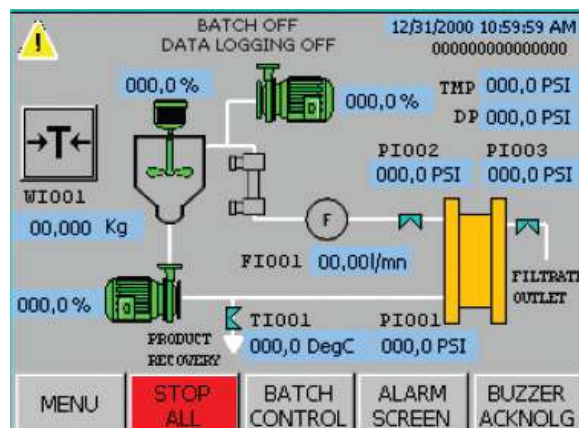 BATCH OFF
12/31/2000 10:59:59 AM
DATA LOGGING OFF
000000000000000
000,0 %
000,0 %
TMP 000,0 PSI
DP 000,0 PSI
→T←
PI002
PI003
000,0 PSI
000,0 PSI
WI001
00,000 Kg
F
FI001 00,00l/mn
FILTRATE
OUTLET
000,0 %
PRODUCT
RECOVERY
TI001
PI001
000,0 DegC
000,0 PSI
MENU
STOP
ALL
BATCH
CONTROL
ALARM
SCREEN
BUZZER
ACKNOLG